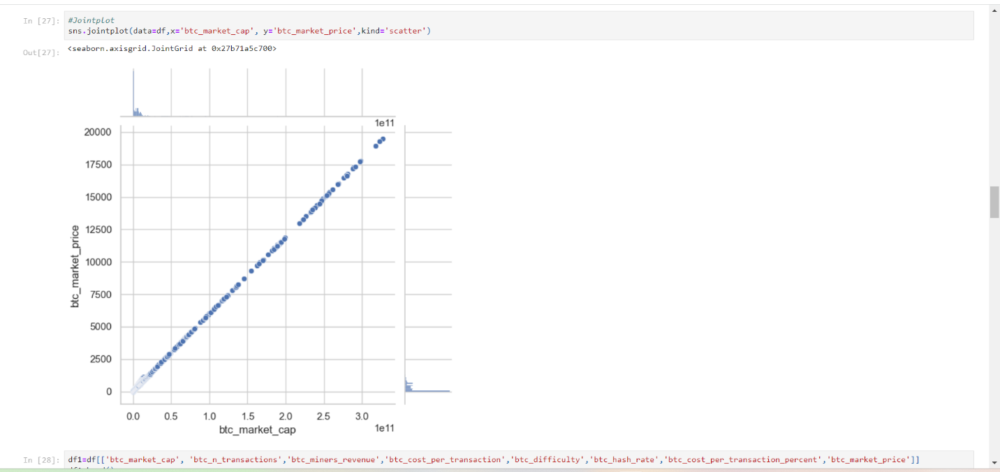 In [27]: #Jointplot
sns.jointplot(data=df,x='btc_market_cap', y='btc_market_price',kind='scatter')
Out[27]: <seaborn.axisgrid.JointGrid at 0x27b71a5c700>
1e11
20000
17500
15000
12500
10000
7500
5000
2500
0
btc_market_price
0.0 0.5 1.0 1.5 2.0 2.5 3.0
1e11
btc_market_cap
In [28]: df1=df[['btc_market_cap', 'btc_n_transactions','btc_miners_revenue','btc_cost_per_transaction','btc_difficulty','btc_hash_rate','btc_cost_per_transaction_percent','btc_market_price']]